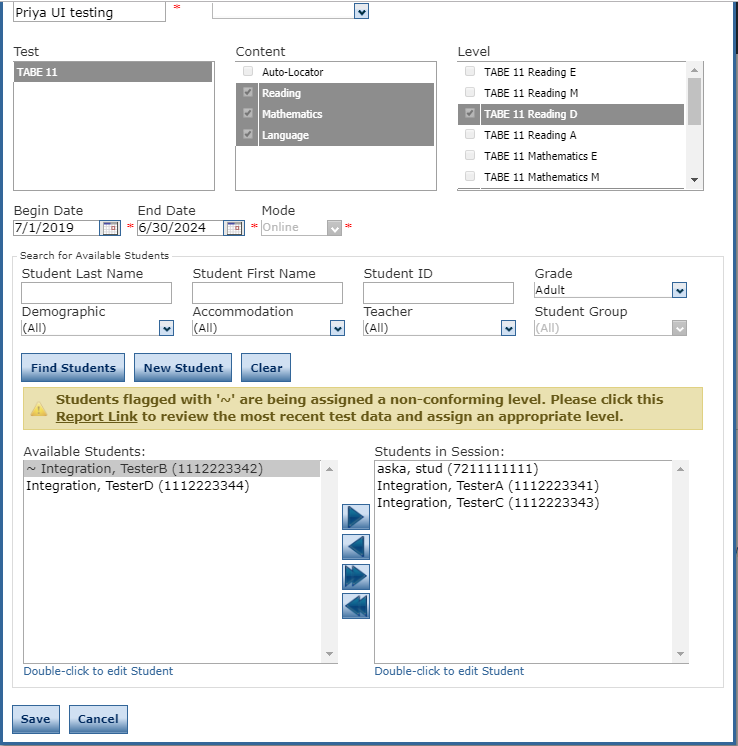 Priya UI testing *
Test Content Level
TABE 11
Auto-Locator
Reading
Mathematics
Language
TABE 11 Reading E
TABE 11 Reading M
TABE 11 Reading D
TABE 11 Reading A
TABE 11 Mathematics E
TABE 11 Mathematics M
Begin Date End Date Mode
7/1/2019 * 6/30/2024 * Online *
Search for Available Students
Student Last Name Student First Name Student ID Grade
Adult
Demographic Accommodation Teacher Student Group
(All) (All) (All) (All)
Find Students New Student Clear
Students flagged with '~' are being assigned a non-conforming level. Please click this
Report Link to review the most recent test data and assign an appropriate level.
Available Students:
~ Integration, TesterB (1112223342)
Integration, TesterD (1112223344)
Double-click to edit Student
Students in Session:
aska, stud (7211111111)
Integration, TesterA (1112223341)
Integration, TesterC (1112223343)
Double-click to edit Student
Save Cancel